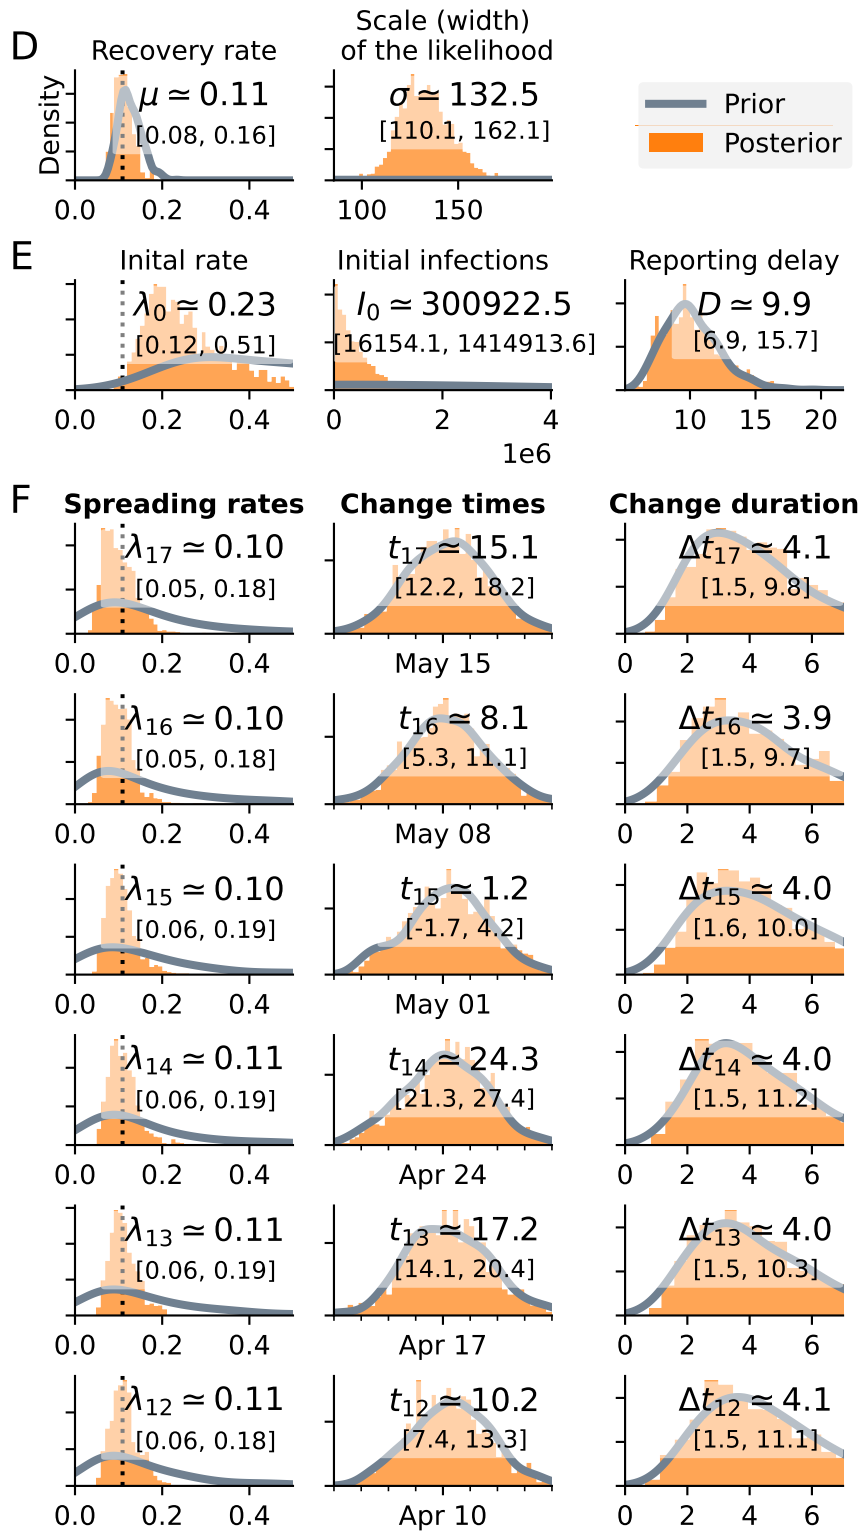 D
Recovery rate
Scale (width)
of the likelihood
Density
μ ≃ 0.11
[0.08, 0.16]
σ ≃ 132.5
[110.1, 162.1]
Prior
Posterior
0.0 0.2 0.4
100 150
E
Inital rate
Initial infections
Reporting delay
λ0 ≃ 0.23
[0.12, 0.51]
I0 ≃ 300922.5
[16154.1, 1414913.6]
D ≃ 9.9
[6.9, 15.7]
0.0 0.2 0.4
0 2 4
1e6
10 15 20
F
Spreading rates
Change times
Change duration
λ17 ≃ 0.10
[0.05, 0.18]
t17 ≃ 15.1
[12.2, 18.2]
Δt17 ≃ 4.1
[1.5, 9.8]
0.0 0.2 0.4
May 15
0 2 4 6
λ16 ≃ 0.10
[0.05, 0.18]
t16 ≃ 8.1
[5.3, 11.1]
Δt16 ≃ 3.9
[1.5, 9.7]
0.0 0.2 0.4
May 08
0 2 4 6
λ15 ≃ 0.10
[0.06, 0.19]
t15 ≃ 1.2
[-1.7, 4.2]
Δt15 ≃ 4.0
[1.6, 10.0]
0.0 0.2 0.4
May 01
0 2 4 6
λ14 ≃ 0.11
[0.06, 0.19]
t14 ≃ 24.3
[21.3, 27.4]
Δt14 ≃ 4.0
[1.5, 11.2]
0.0 0.2 0.4
Apr 24
0 2 4 6
λ13 ≃ 0.11
[0.06, 0.19]
t13 ≃ 17.2
[14.1, 20.4]
Δt13 ≃ 4.0
[1.5, 10.3]
0.0 0.2 0.4
Apr 17
0 2 4 6
λ12 ≃ 0.11
[0.06, 0.18]
t12 ≃ 10.2
[7.4, 13.3]
Δt12 ≃ 4.1
[1.5, 11.1]
0.0 0.2 0.4
Apr 10
0 2 4 6